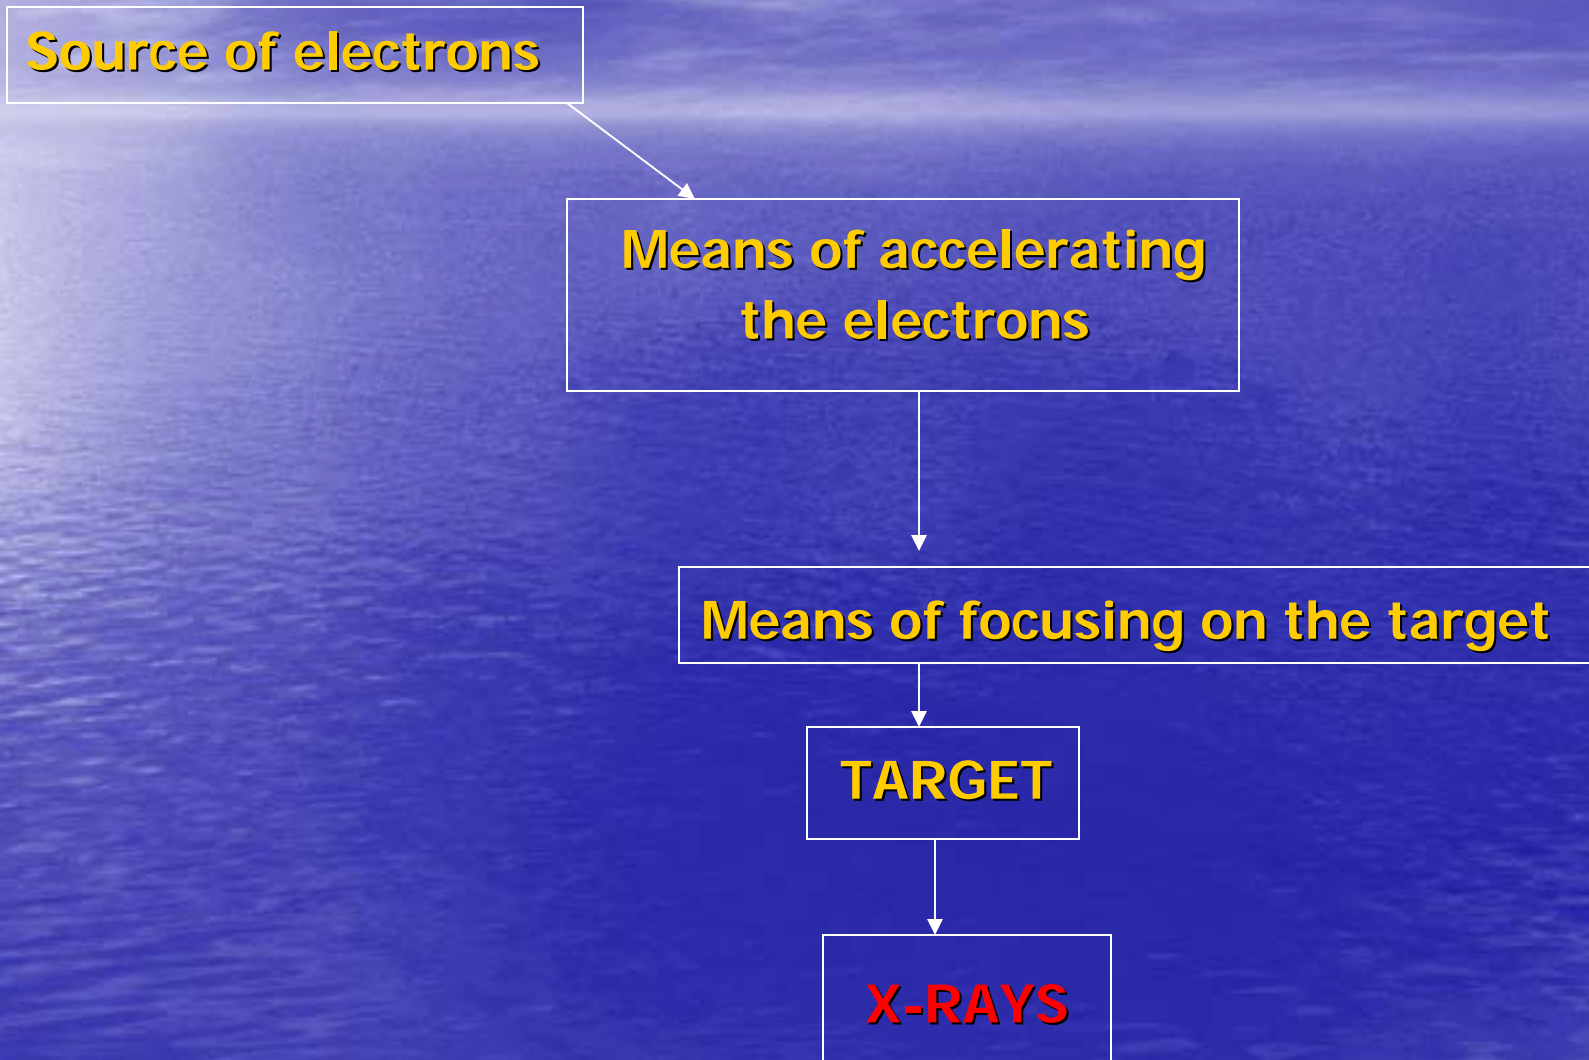 Source of electrons
Means of accelerating
the electrons
Means of focusing on the target
TARGET
X-RAYS